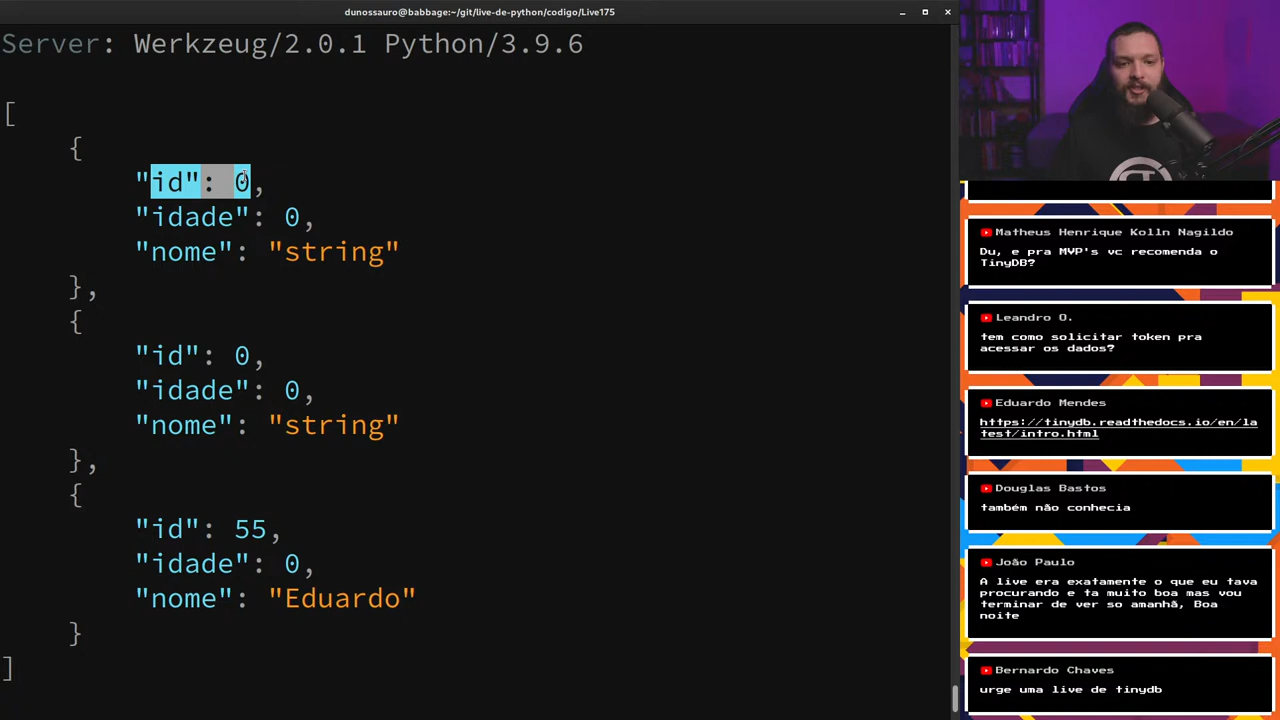 dunossauro@babbage:~/git/live-de-python/codigo/Live175
Server: Werkzeug/2.0.1 Python/3.9.6
[
{
"id": 0,
"idade": 0,
"nome": "string"
},
{
"id": 0,
"idade": 0,
"nome": "string"
},
{
"id": 55,
"idade": 0,
"nome": "Eduardo"
}
]
Matheus Henrique Kolln Nagildo
Du, e pra MVP's vc recomenda o
TinyDB?
Leandro O.
tem como solicitar token pra
acessar os dados?
Eduardo Mendes
https://tinydb.readthedocs.io/en/la
test/intro.html
Douglas Bastos
também não conhecia
João Paulo
A live era exatamente o que eu tava
procurando e ta muito boa mas vou
terminar de ver so amanhã, Boa
noite
Bernardo Chaves
urge uma live de tinydb